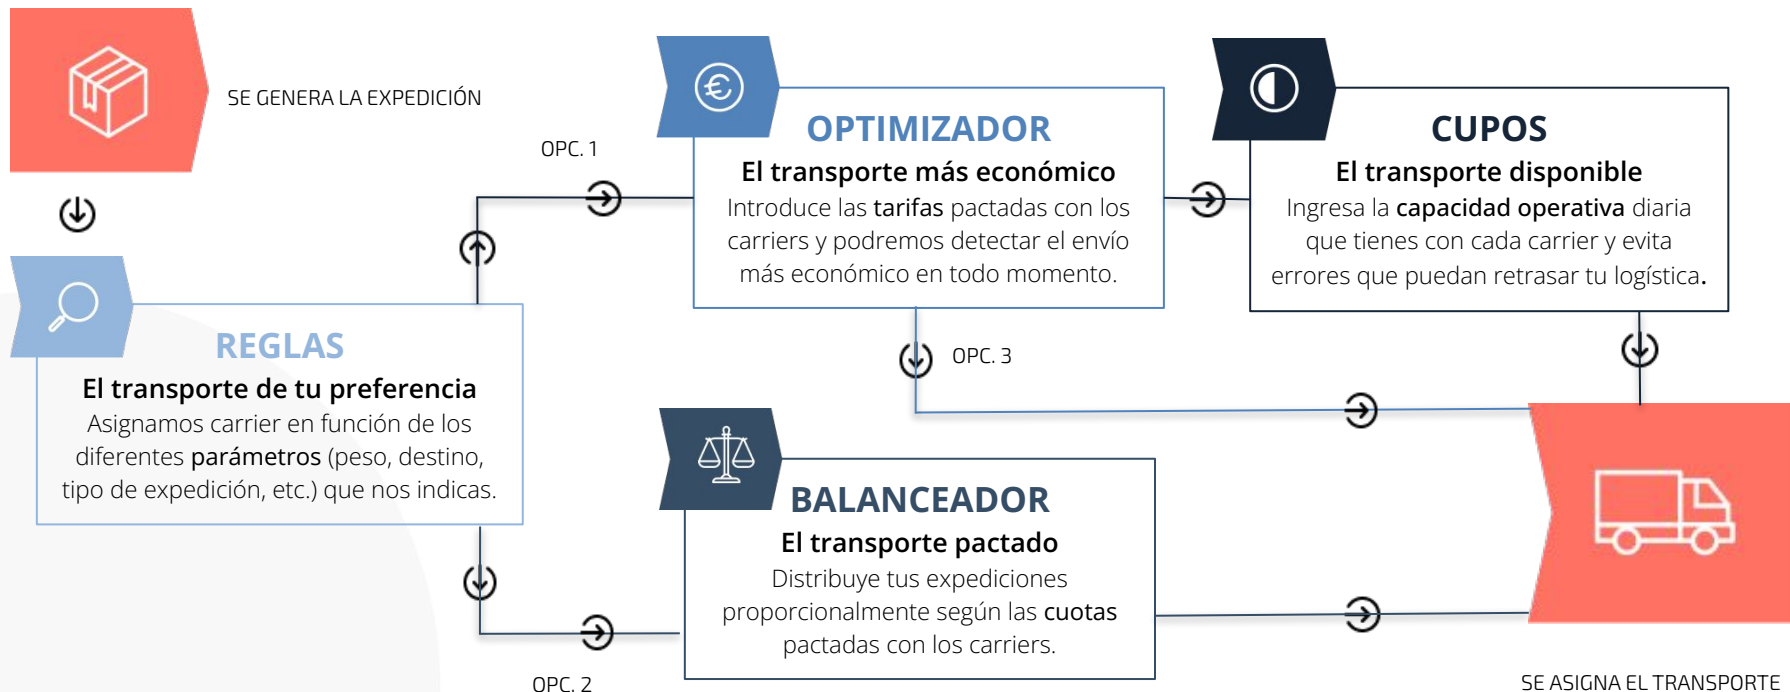 SE GENERA LA EXPEDICIÓN
REGLAS
El transporte de tu preferencia
Asignamos carrier en función de los
diferentes parámetros (peso, destino,
tipo de expedición, etc.) que nos indicas.
OPC. 1
OPTIMIZADOR
El transporte más económico
Introduce las tarifas pactadas con los
carriers y podremos detectar el envío
más económico en todo momento.
CUPOS
El transporte disponible
Ingresa la capacidad operativa diaria
que tienes con cada carrier y evita
errores que puedan retrasar tu logística.
OPC. 3
OPC. 2
BALANCEADOR
El transporte pactado
Distribuye tus expediciones
proporcionalmente según las cuotas
pactadas con los carriers.
SE ASIGNA EL TRANSPORTE